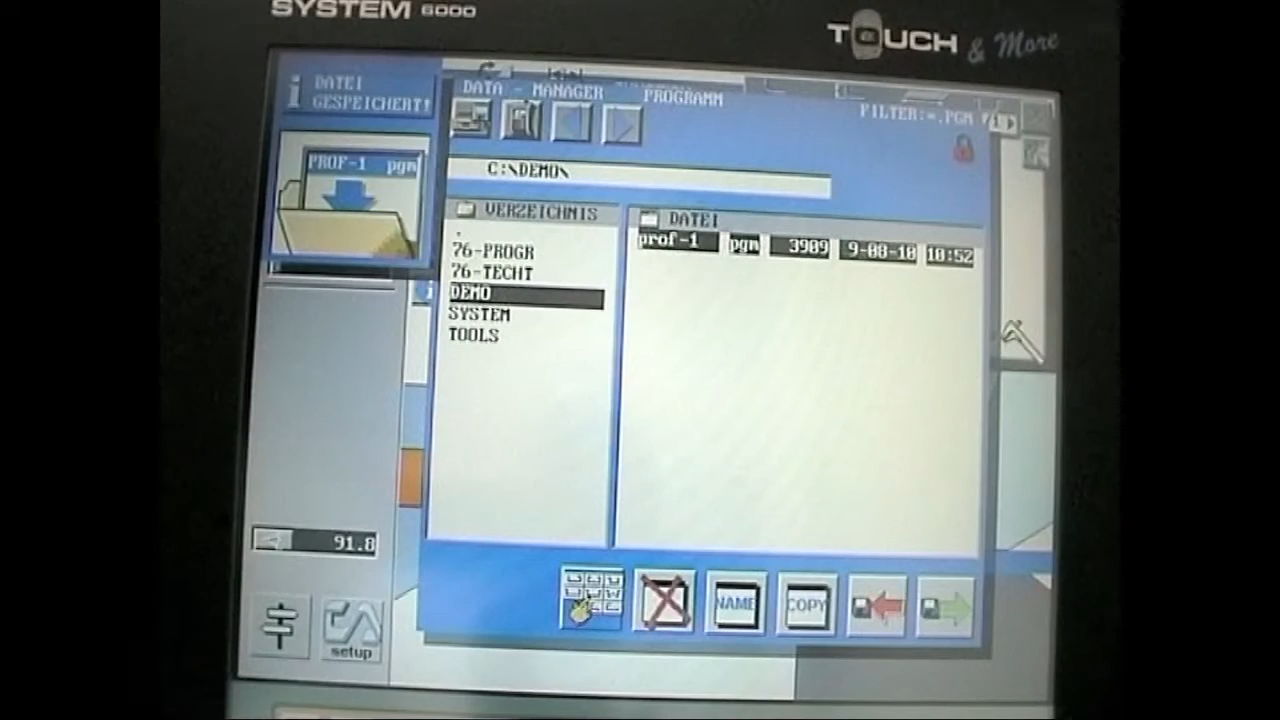 SYSTEM 6000
TOUCH & More
DATEI
GESPEICHERT!
PROF-1 pgm
DATA - MANAGER PROGRAMM
FILTER:*.PGM
C:\DEMO\
VERZEICHNIS
DATEI
.
76-PROGR
76-TECHT
DEMO
SYSTEM
TOOLS
prof-1 pgm 3909 9-08-10 10:52
91.8
setup
NAME
COPY